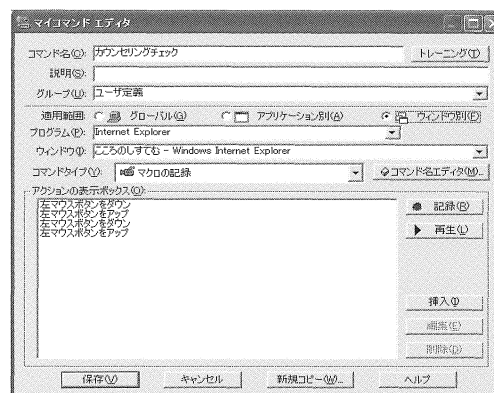 マイコマンド エディタ
コマンド名(C): カウンセリングチェック トレーニング(T)
説明(S):
グループ(U): ユーザ定義
適用範囲: グローバル(G) アプリケーション別(A) ウィンドウ別(E)
プログラム(P): Internet Explorer
ウィンドウ(I): こころのしすてむ - Windows Internet Explorer
コマンドタイプ(Y): マクロの記録 コマンド名エディタ(M)...
アクションの表示ボックス(O):
左マウスボタンをダウン
左マウスボタンをアップ
左マウスボタンをダウン
左マウスボタンをアップ
記録(R)
再生(L)
挿入(I)
編集(E)
削除(D)
保存(V) キャンセル 新規コピー(W)... ヘルプ